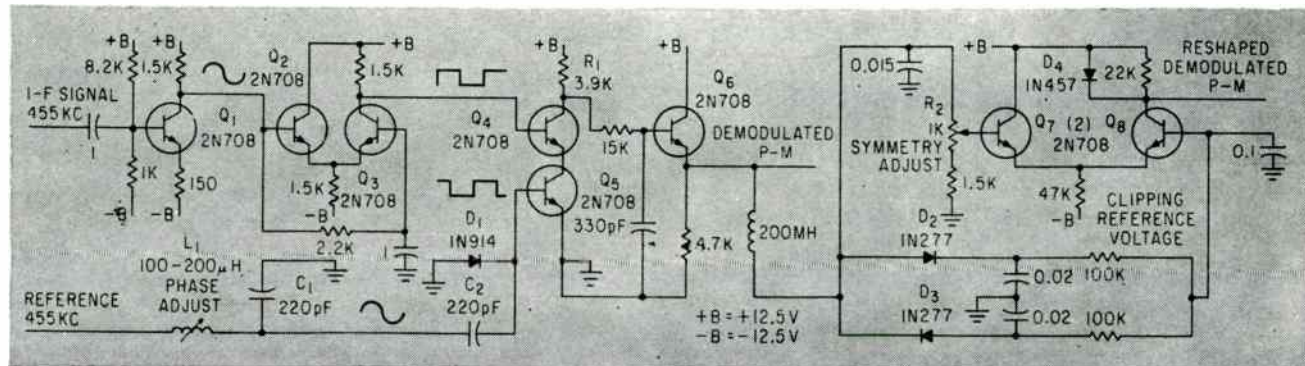 +B +B
8.2K 1.5K
I-F SIGNAL
455KC
1
1K
-B
Q1
2N708
150
-B
Q2
2N708
+B
1.5K
Q3
2N708
1.5K
-B
2.2K
1
L1
100-200μH
PHASE
ADJUST
REFERENCE
455KC
C1
220pF
D1
1N914
C2
220pF
+B
R1
3.9K
Q4
2N708
Q5
2N708
15K
330pF
Q6
2N708
+B
DEMODULATED
P-M
4.7K
200MH
+B=+12.5V
-B=-12.5V
0.015
R2
1K
SYMMETRY
ADJUST
1.5K
+B
D4
1N457
22K
RESHAPED
DEMODULATED
P-M
Q7 (2) Q8
2N708
0.1
47K
-B
CLIPPING
REFERENCE
VOLTAGE
D2
1N277
0.02
100K
D3
1N277
0.02
100K